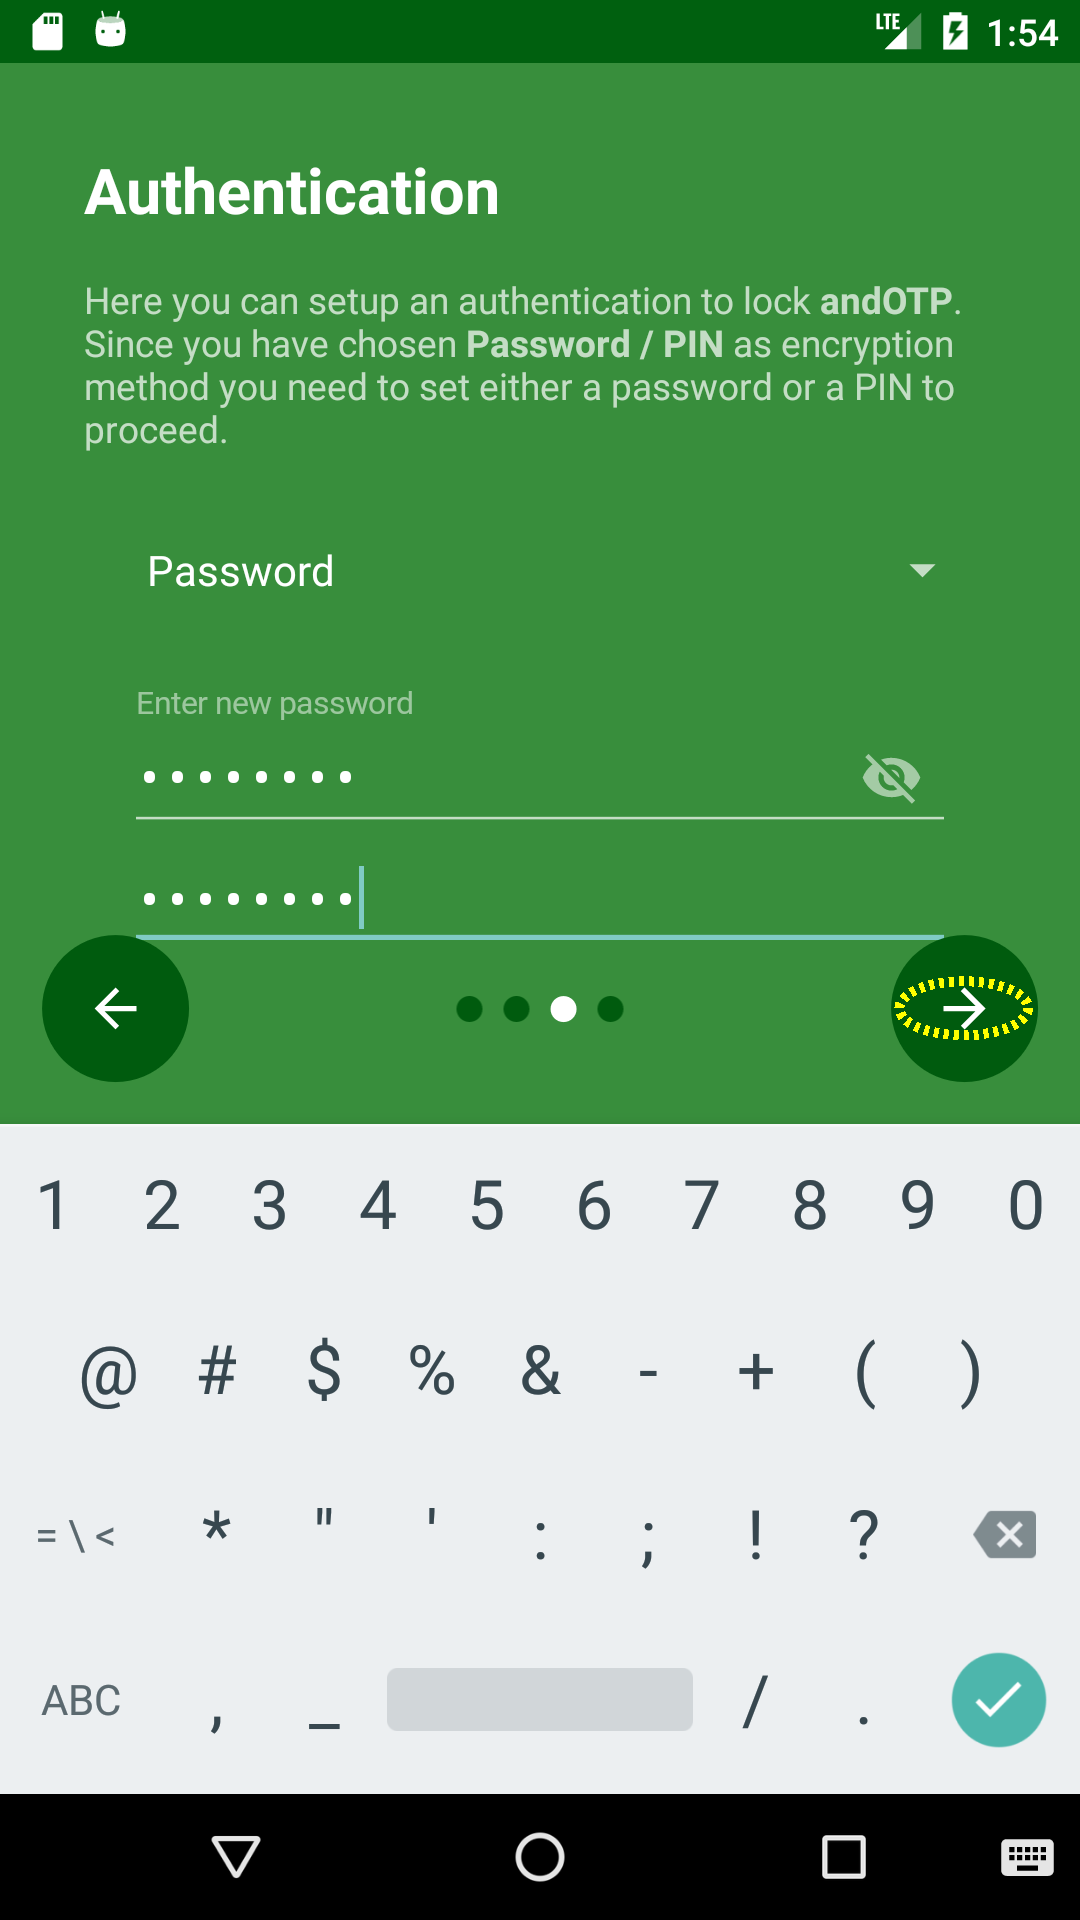 LTE 1:54
Authentication
Here you can setup an authentication to lock andOTP.
Since you have chosen Password / PIN as encryption
method you need to set either a password or a PIN to
proceed.
Password
Enter new password
••••••••
••••••••
1 2 3 4 5 6 7 8 9 0
@ # $ % & - + ( )
= \ < * " ' : ; ! ?
ABC , _ / .